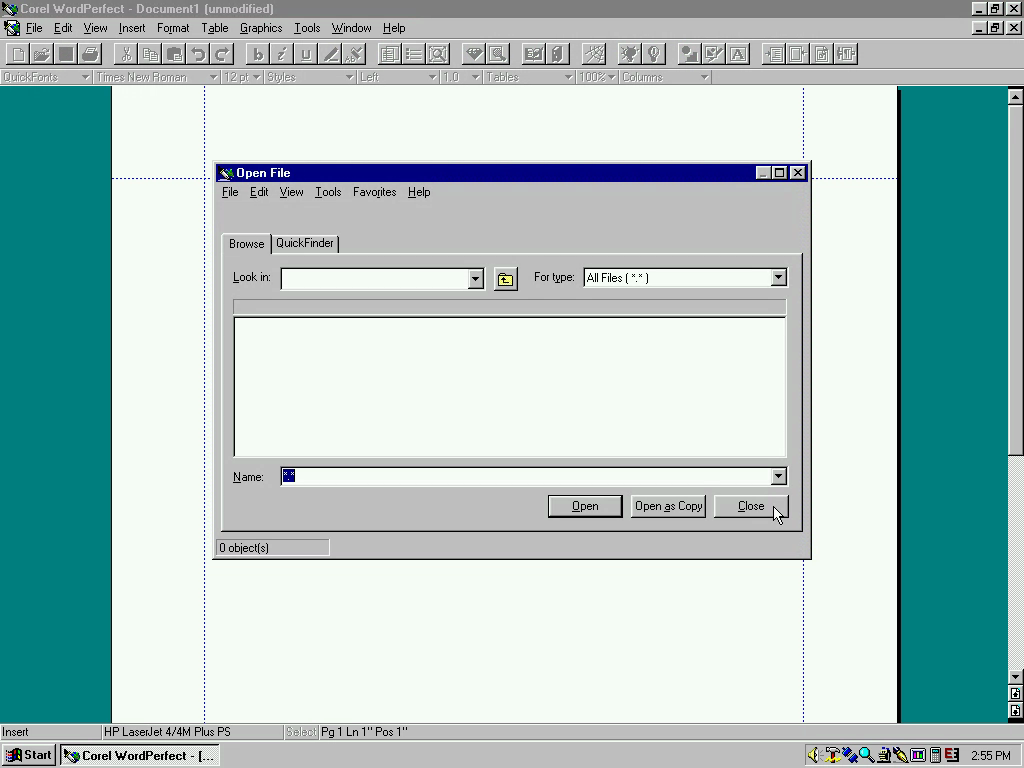 Corel WordPerfect - Document1 (unmodified)
File Edit View Insert Format Table Graphics Tools Window Help
b i u
QuickFonts Times New Roman 12 pt Styles Left 1.0 Tables 100% Columns
Open File
File Edit View Tools Favorites Help
Browse QuickFinder
Look in: For type: All Files ( *.* )
Name: *.*
Open Open as Copy Close
0 object(s)
Insert HP LaserJet 4/4M Plus PS Select Pg 1 Ln 1" Pos 1"
Start Corel WordPerfect - [... 2:55 PM